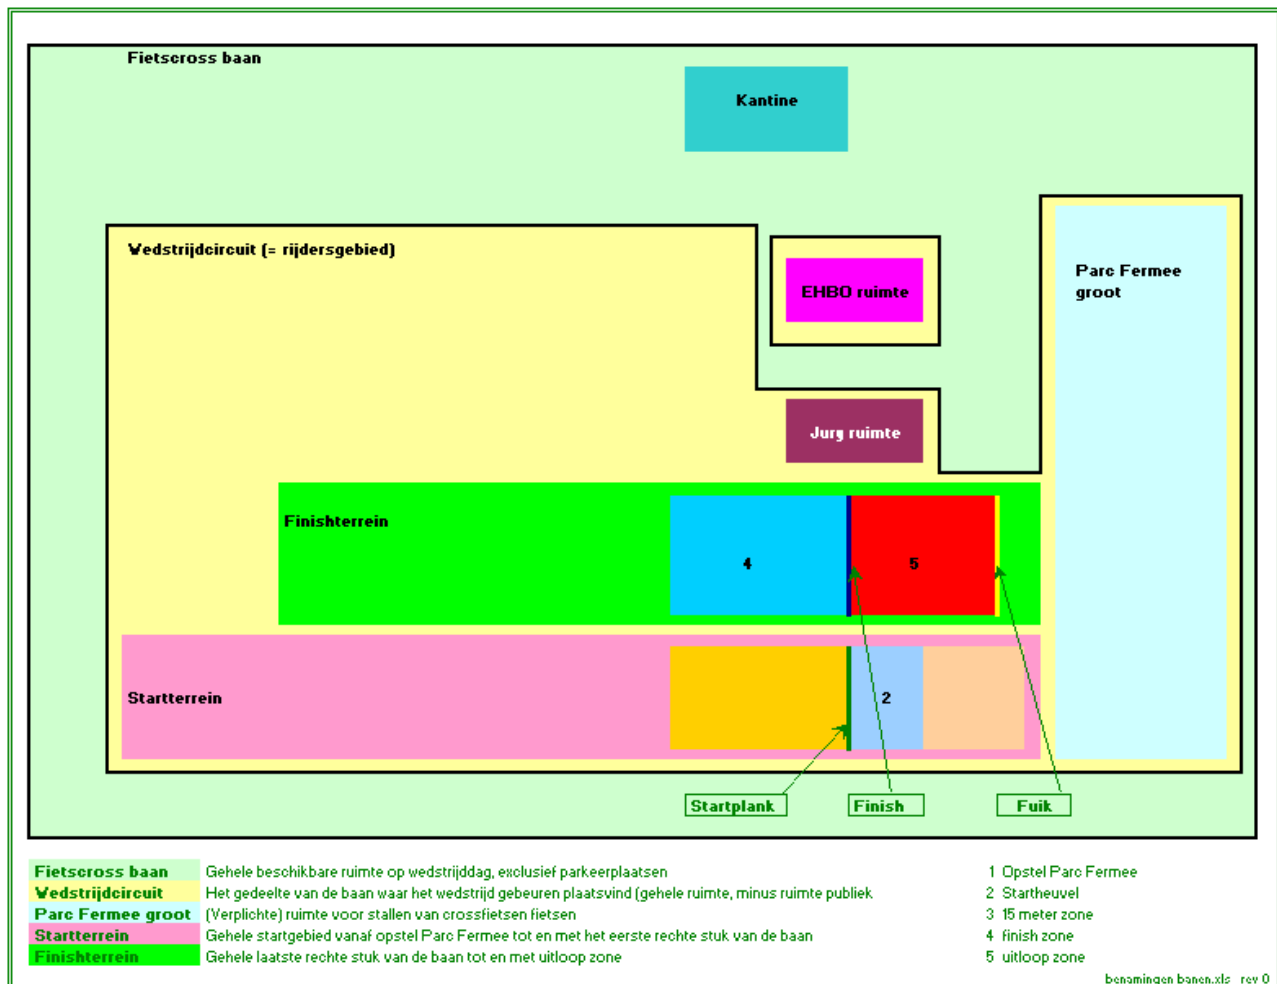 Fietscross baan
Kantine
Wedstrijdcircuit (= rijdersgebied)
EHBO ruimte
Parc Fermee
groot
Jury ruimte
Finishterrein
4
5
Startterrein
2
Startplank
Finish
Fuik
Fietscross baan Gehele beschikbare ruimte op wedstrijddag, exclusief parkeerplaatsen
Wedstrijdcircuit Het gedeelte van de baan waar het wedstrijd gebeuren plaatsvind (gehele ruimte, minus ruimte publiek
Parc Fermee groot (Verplichte) ruimte voor stallen van crossfietsen fietsen
Startterrein Gehele startgebied vanaf opstel Parc Fermee tot en met het eerste rechte stuk van de baan
Finishterrein Gehele laatste rechte stuk van de baan tot en met uitloop zone
1 Opstel Parc Fermee
2 Startheuvel
3 15 meter zone
4 finish zone
5 uitloop zone
benamingen banen.xls rev 0